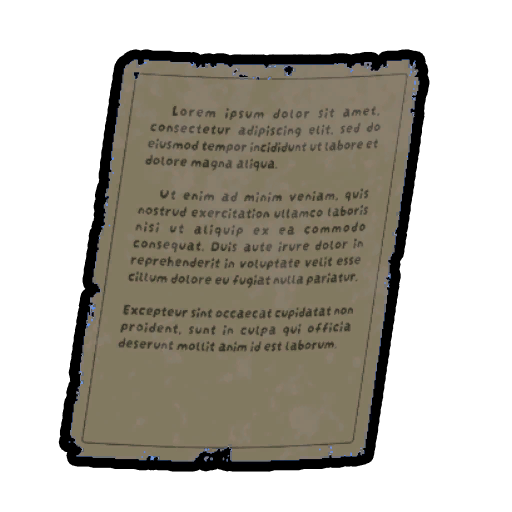 Lorem ipsum dolor sit amet,
consectetur adipiscing elit, sed do
eiusmod tempor incididunt ut labore et
dolore magna aliqua.
Ut enim ad minim veniam, quis
nostrud exercitation ullamco laboris
nisi ut aliquip ex ea commodo
consequat. Duis aute irure dolor in
reprehenderit in voluptate velit esse
cillum dolore eu fugiat nulla pariatur.
Excepteur sint occaecat cupidatat non
proident, sunt in culpa qui officia
deserunt mollit anim id est laborum.